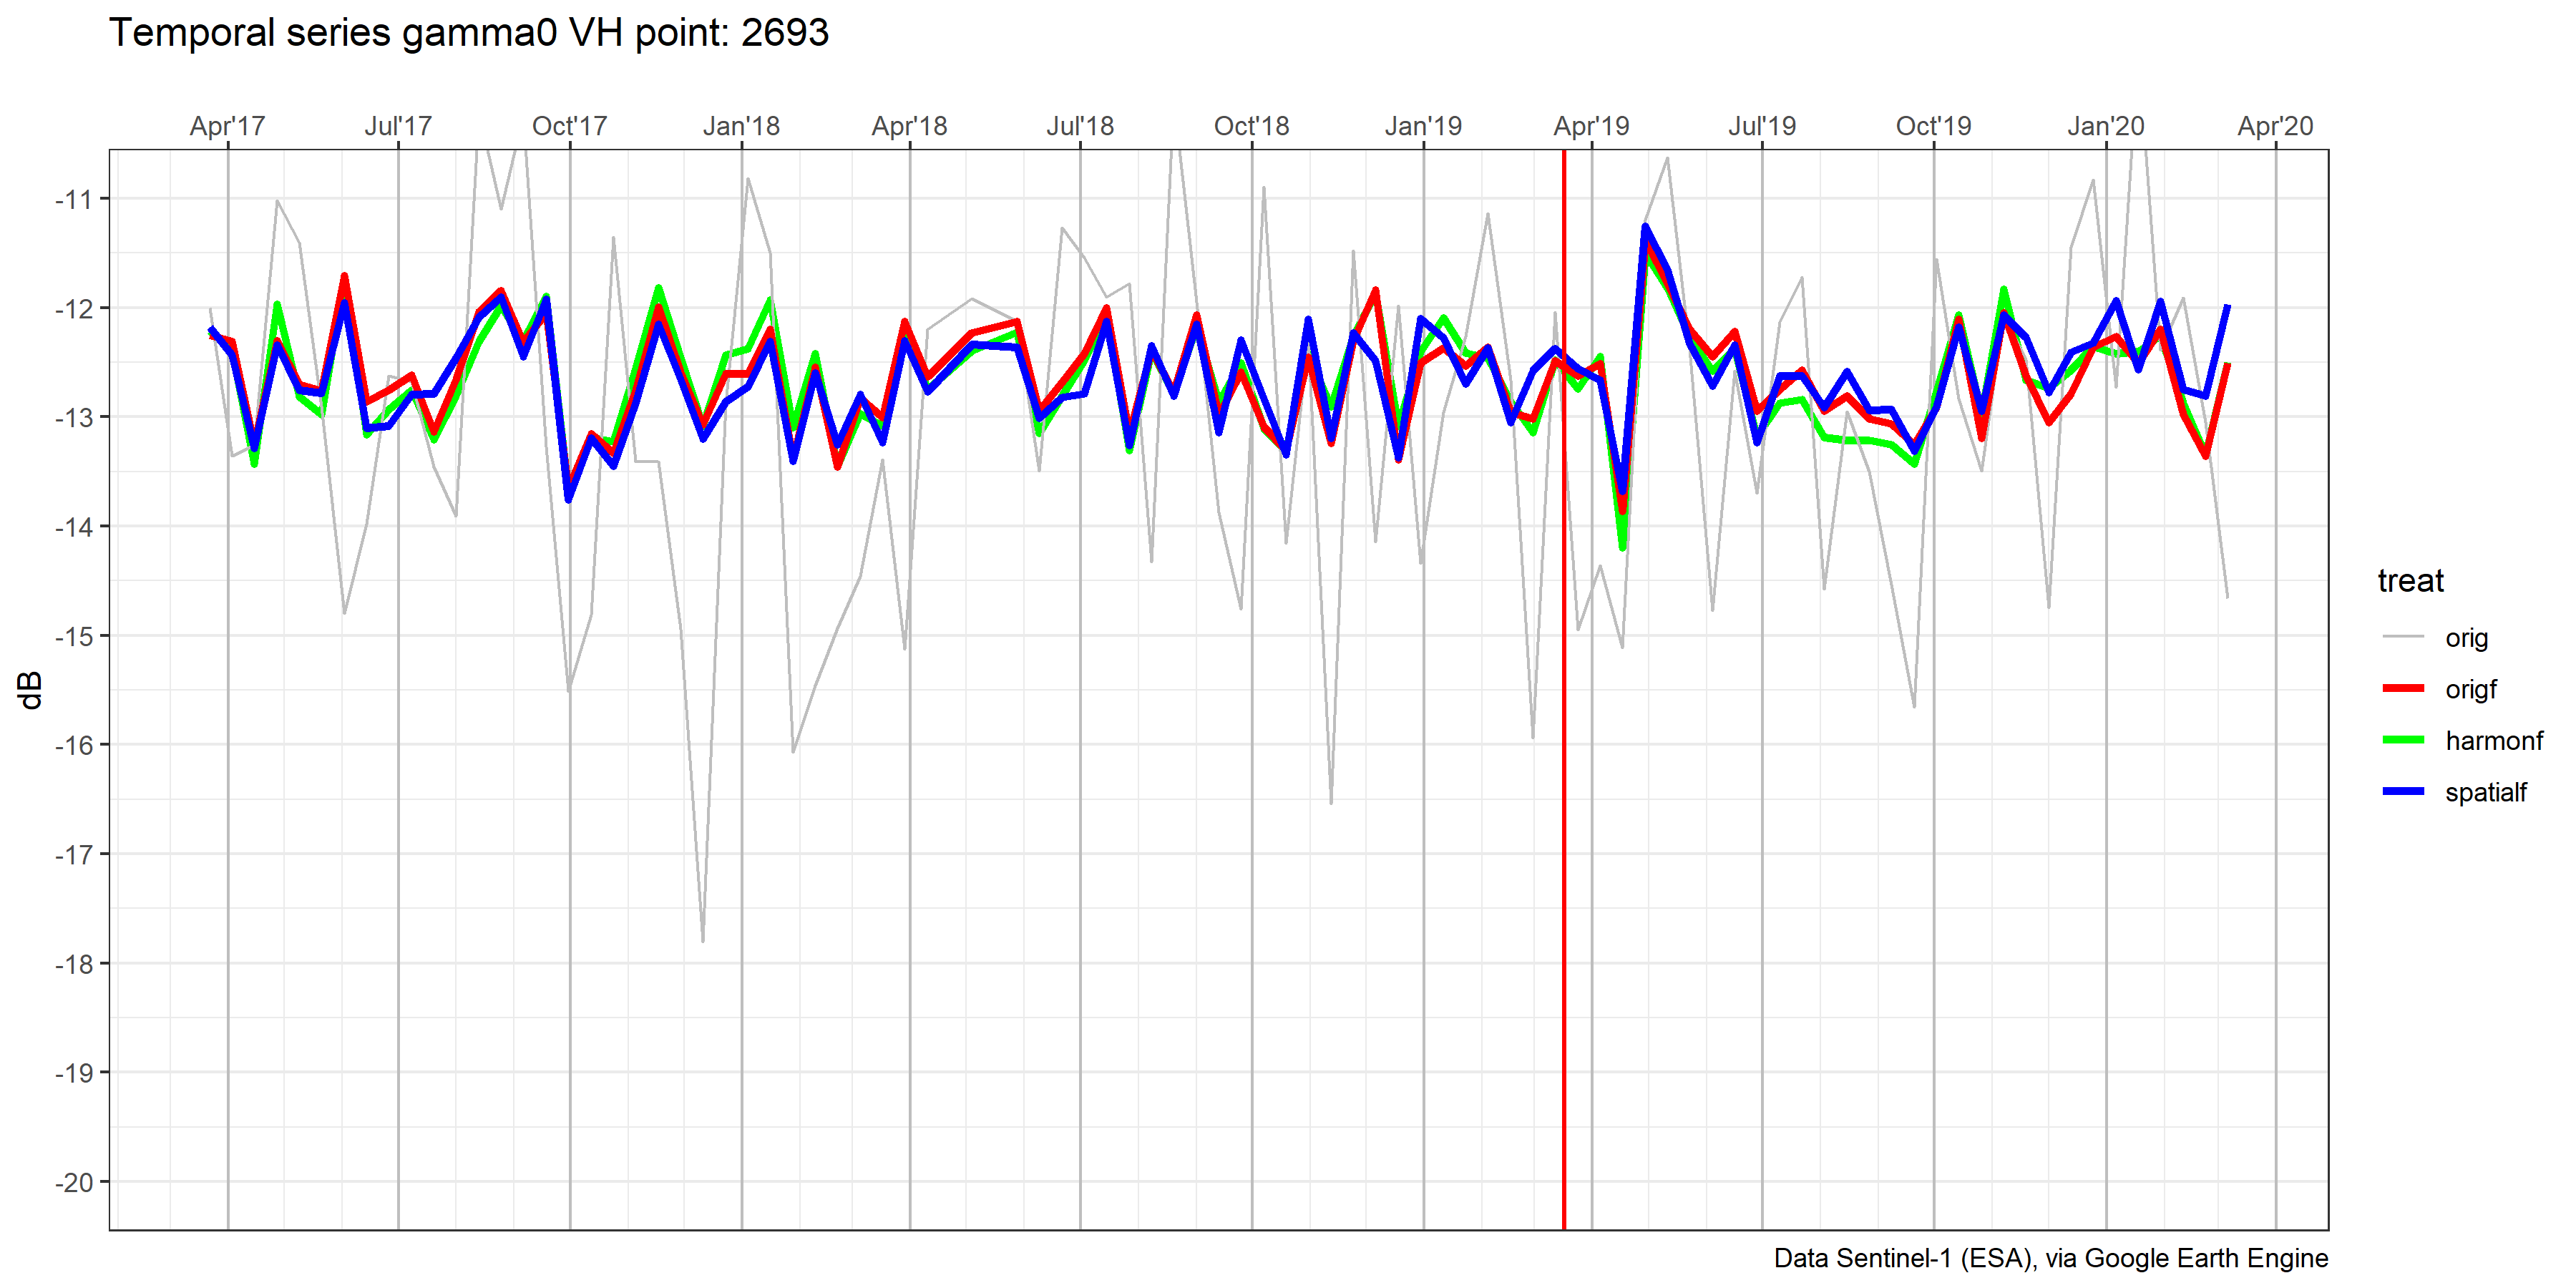 Temporal series gamma0 VH point: 2693
Apr'17 Jul'17 Oct'17 Jan'18 Apr'18 Jul'18 Oct'18 Jan'19 Apr'19 Jul'19 Oct'19 Jan'20 Apr'20
-11
-12
-13
-14
-15
-16
-17
-18
-19
-20
dB
treat
orig
origf
harmonf
spatialf
Data Sentinel-1 (ESA), via Google Earth Engine